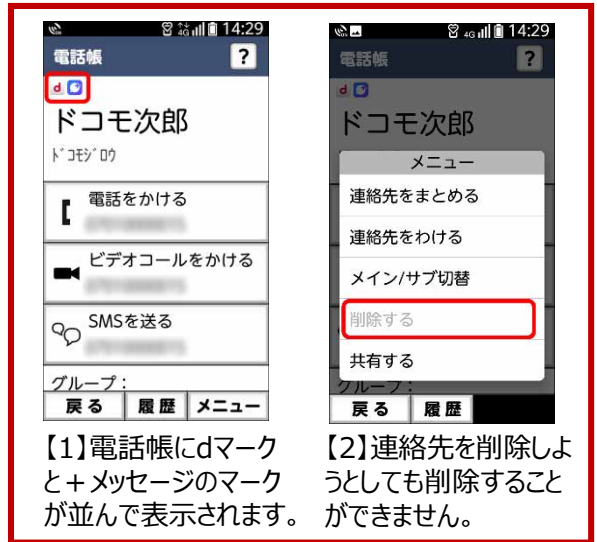 14:29
電話帳
?
d
ドコモ次郎
ﾄﾞｺﾓｼﾞﾛｳ
電話をかける
ビデオコールをかける
SMSを送る
グループ:
戻る 履歴 メニュー
【1】電話帳にdマーク
と+メッセージのマーク
が並んで表示されます。
4G 14:29
電話帳
?
d
ドコモ次郎
メニュー
連絡先をまとめる
連絡先をわける
メイン/サブ切替
削除する
共有する
グループ:
戻る 履歴
【2】連絡先を削除しよ
うとしても削除すること
ができません。